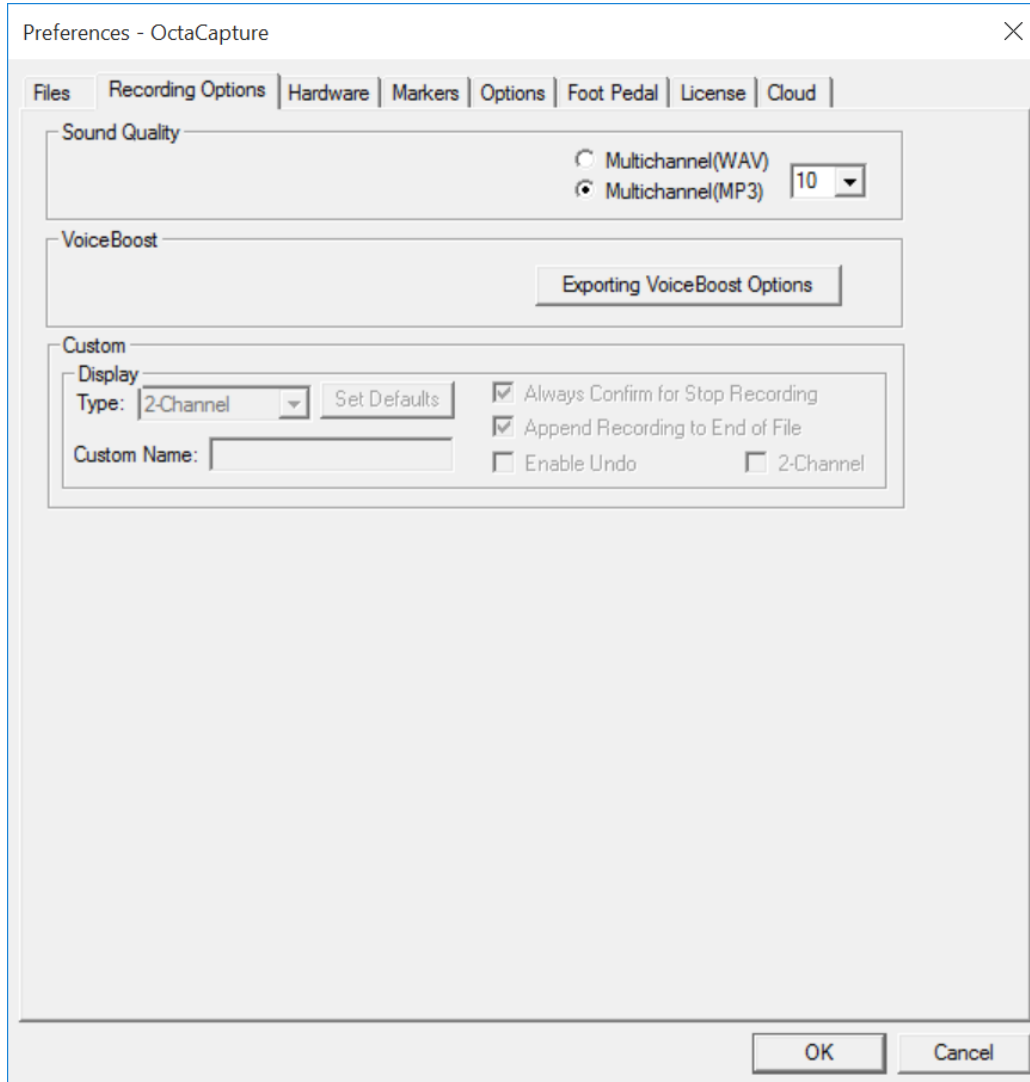 Preferences - OctaCapture
Files Recording Options Hardware Markers Options Foot Pedal License Cloud
Sound Quality
Multichannel(WAV)
Multichannel(MP3)
10
VoiceBoost
Exporting VoiceBoost Options
Custom
Display
Type: 2-Channel Set Defaults
Always Confirm for Stop Recording
Append Recording to End of File
Custom Name:
Enable Undo 2-Channel
OK Cancel